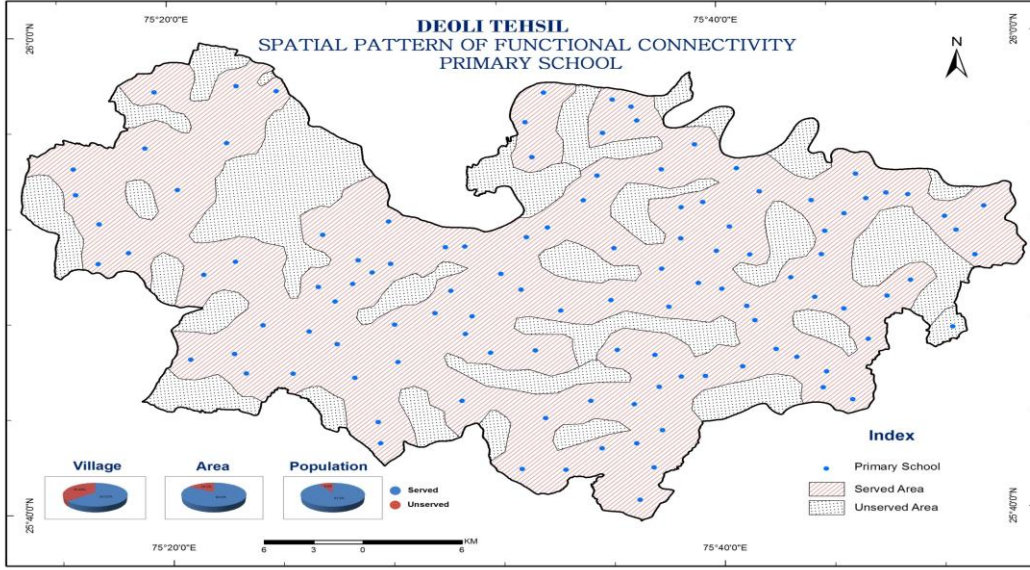 75°20'0"E
75°40'0"E
26°0'0"N
26°0'0"N
DEOLI TEHSIL
SPATIAL PATTERN OF FUNCTIONAL CONNECTIVITY
PRIMARY SCHOOL
N
Index
Primary School
Served Area
Unserved Area
Village
Area
Population
Served
Unserved
25°40'0"N
25°40'0"N
6
3
0
6
KM
75°20'0"E
75°40'0"E